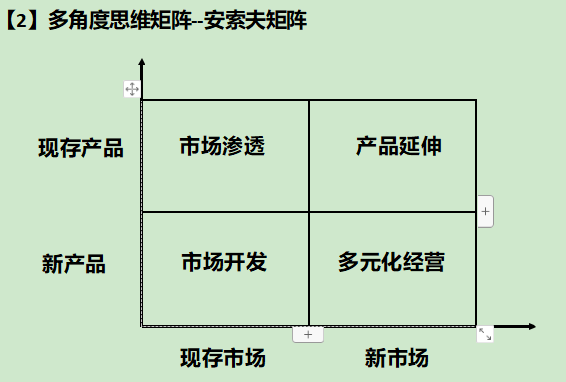 【2】多角度思维矩阵--安索夫矩阵
现存产品 市场渗透 产品延伸
新产品 市场开发 多元化经营
现存市场 新市场